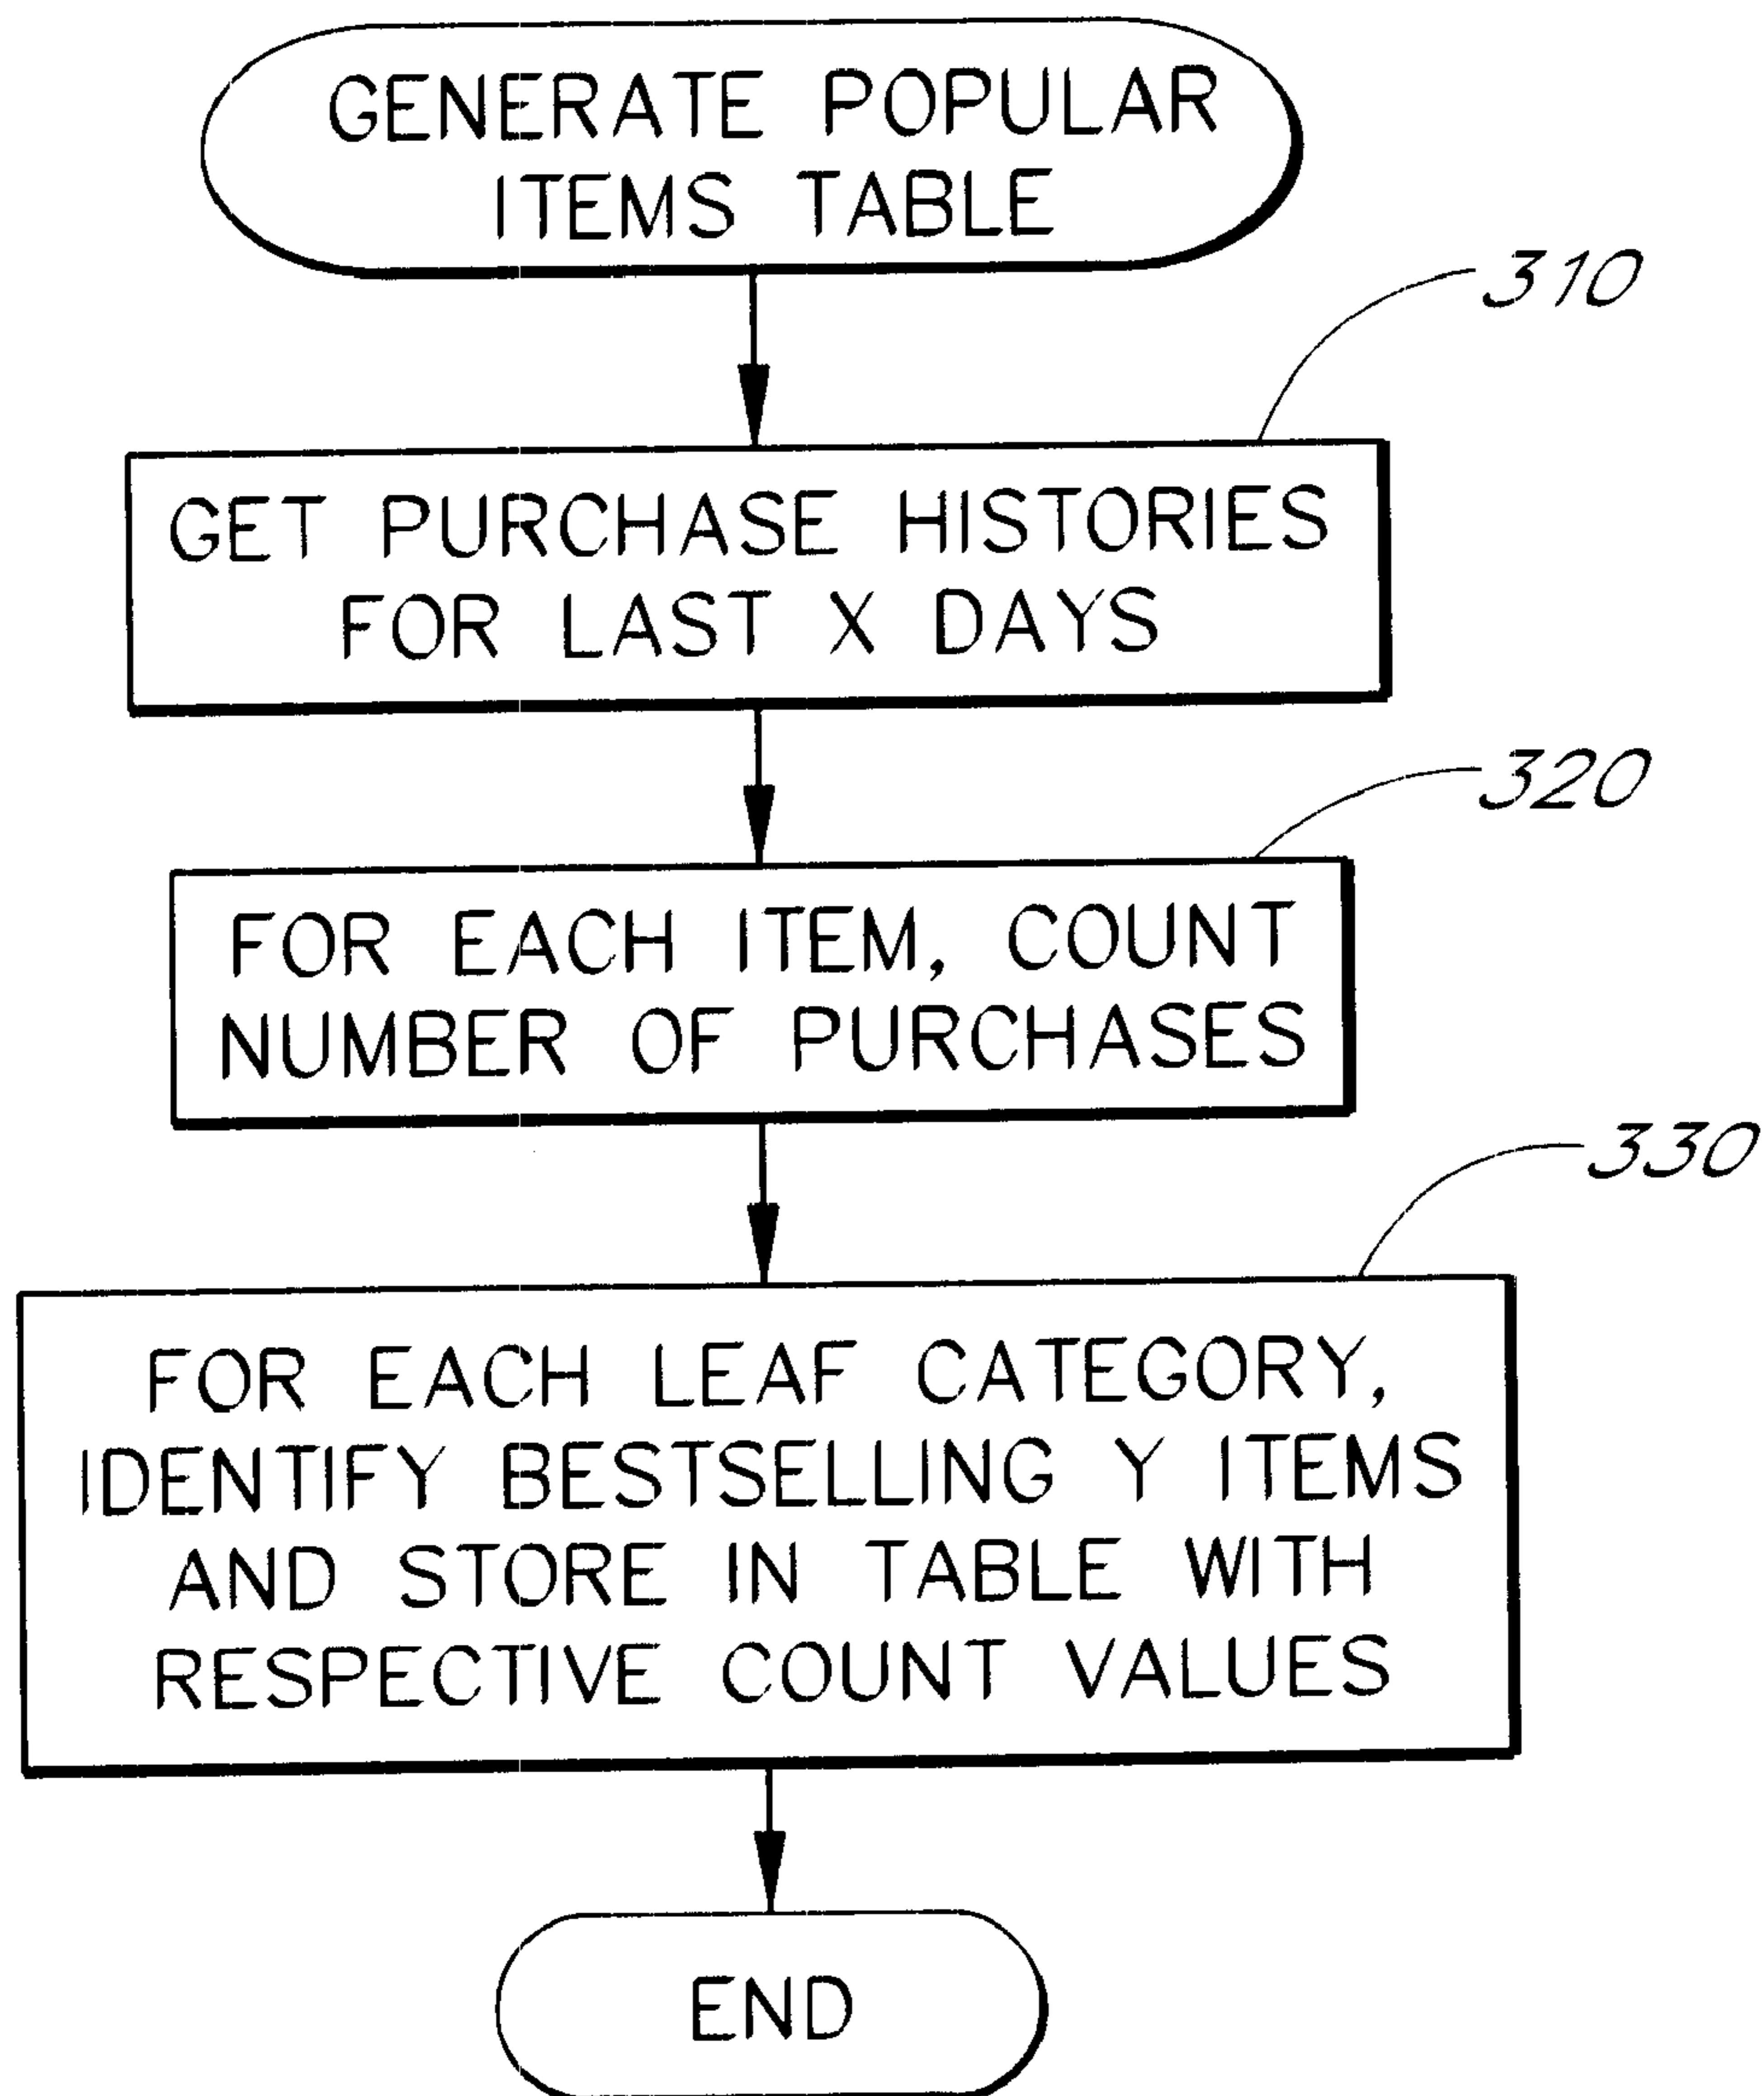 GENERATE POPULAR
ITEMS TABLE
310
GET PURCHASE HISTORIES
FOR LAST X DAYS
320
FOR EACH ITEM, COUNT
NUMBER OF PURCHASES
330
FOR EACH LEAF CATEGORY,
IDENTIFY BESTSELLING Y ITEMS
AND STORE IN TABLE WITH
RESPECTIVE COUNT VALUES
END